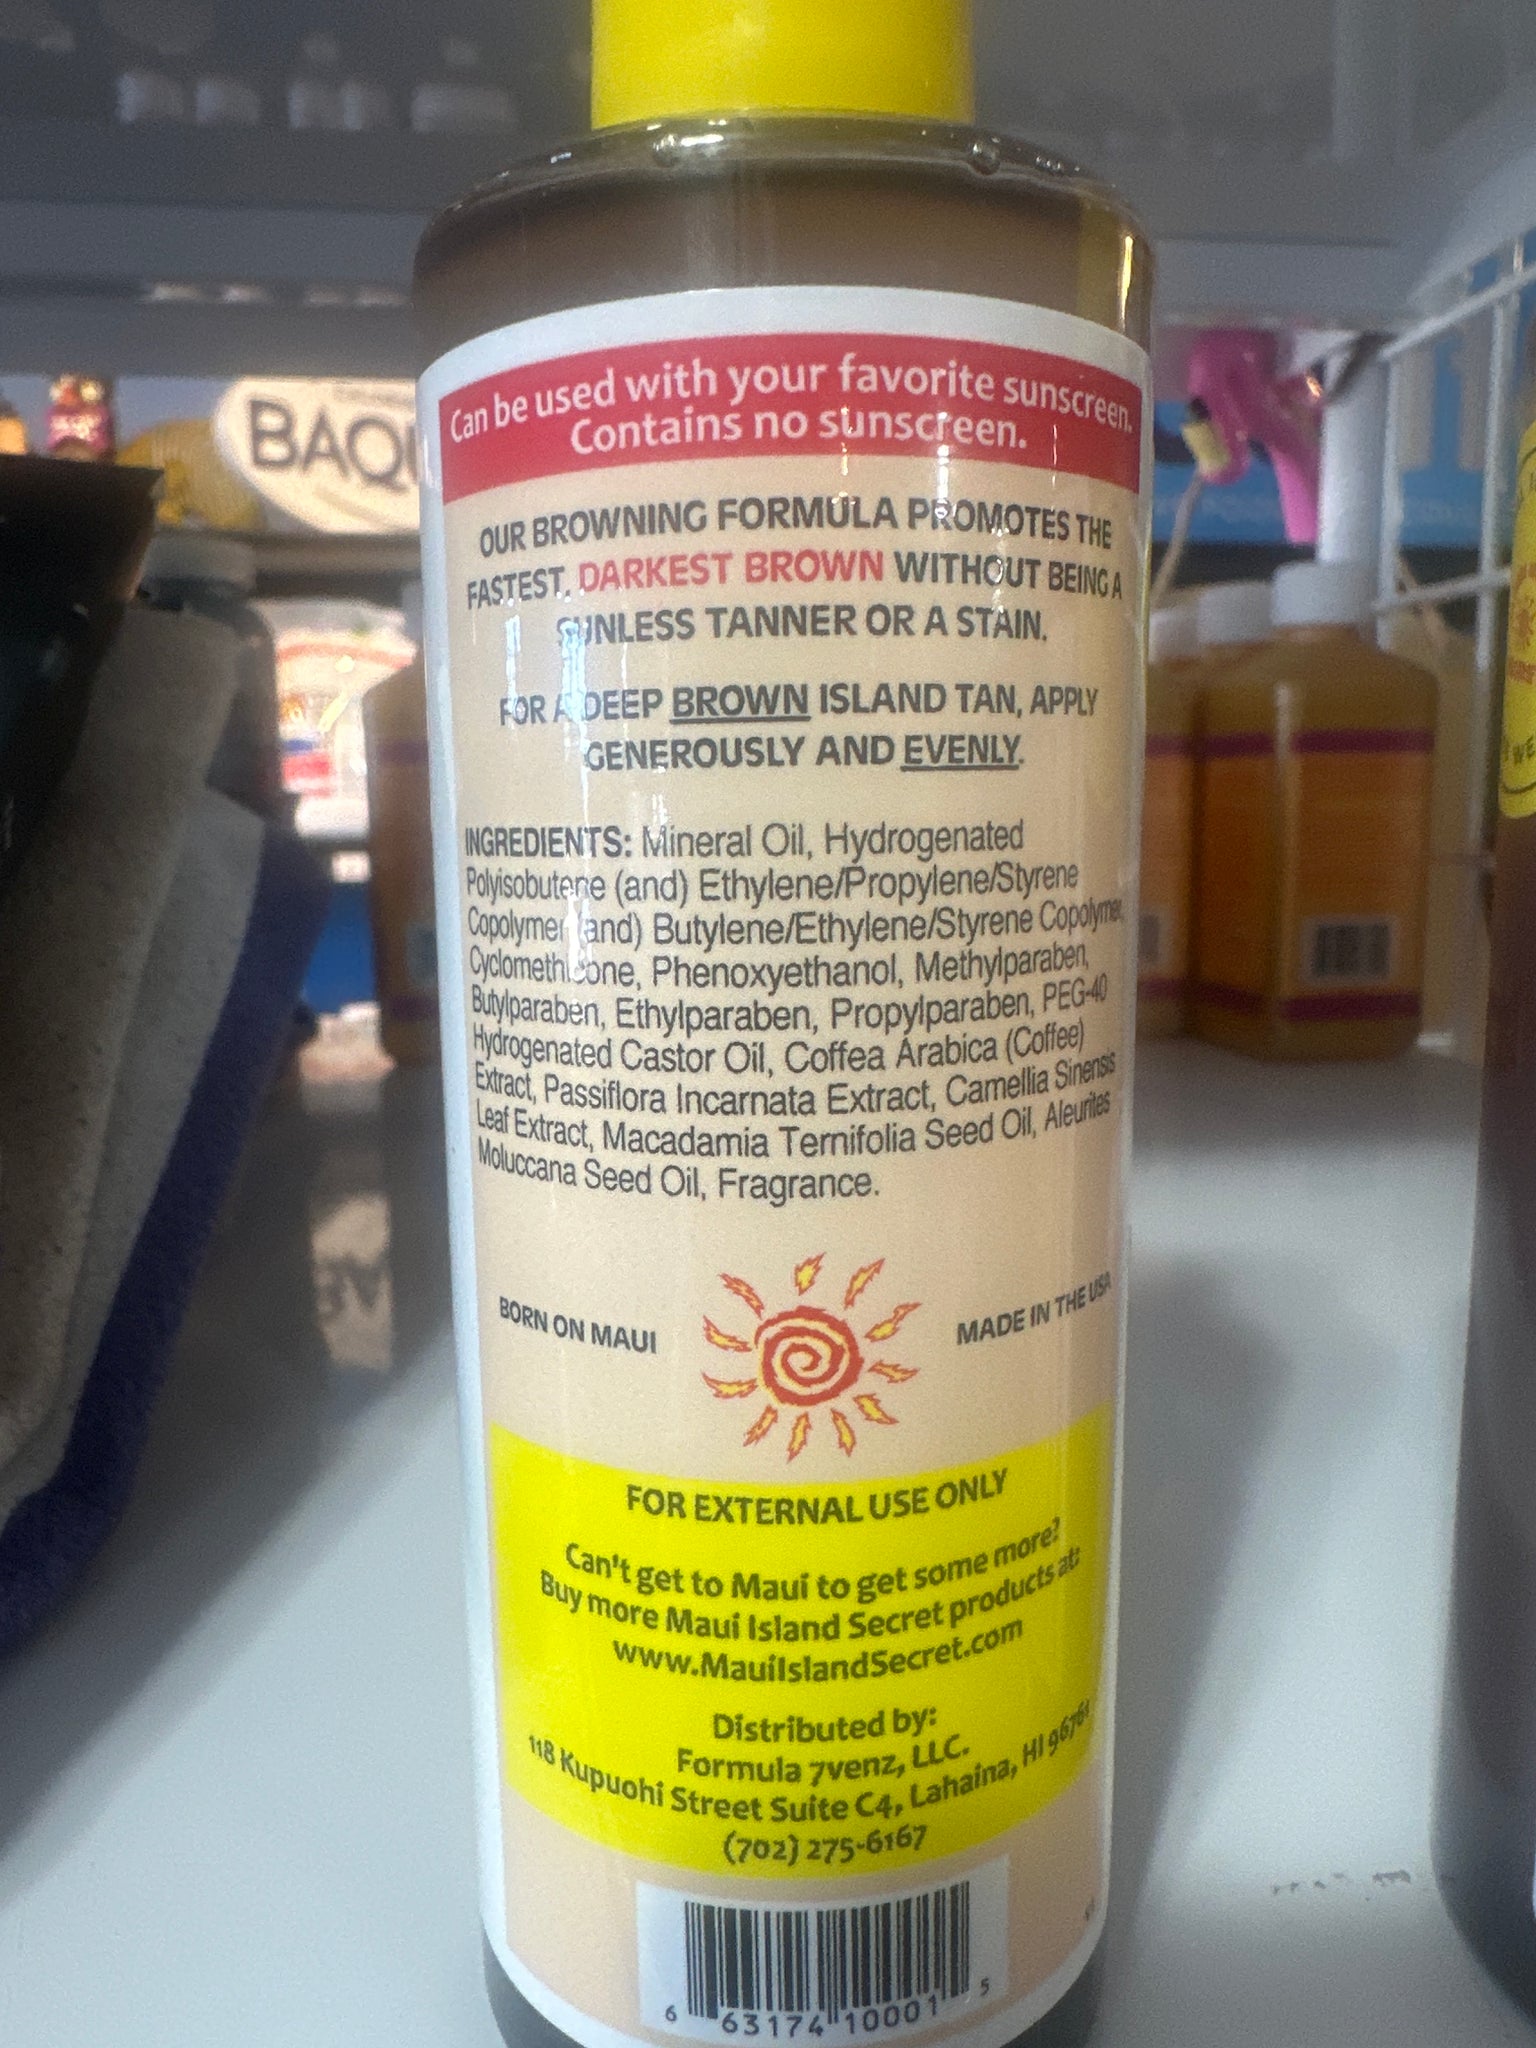 BAQU
Can be used with your favorite sunscreen.
Contains no sunscreen.
OUR BROWNING FORMULA PROMOTES THE
FASTEST, DARKEST BROWN WITHOUT BEING A
SUNLESS TANNER OR A STAIN.
FOR A DEEP BROWN ISLAND TAN, APPLY
GENEROUSLY AND EVENLY.
INGREDIENTS: Mineral Oil, Hydrogenated
Polyisobutene (and) Ethylene/Propylene/Styrene
Copolymer (and) Butylene/Ethylene/Styrene Copolymer,
Cyclomethicone, Phenoxyethanol, Methylparaben,
Butylparaben, Ethylparaben, Propylparaben, PEG-40
Hydrogenated Castor Oil, Coffea Arabica (Coffee)
Extract, Passiflora Incarnata Extract, Camellia Sinensis
Leaf Extract, Macadamia Ternifolia Seed Oil, Aleurites
Moluccana Seed Oil, Fragrance.
BORN ON MAUI
MADE IN THE USA
FOR EXTERNAL USE ONLY
Can't get to Maui to get some more?
Buy more Maui Island Secret products at:
www.MauiIslandSecret.com
Distributed by:
Formula 7venz, LLC.
118 Kupuohi Street Suite C4, Lahaina, HI 96761
(702) 275-6167
6 63174 10001 5